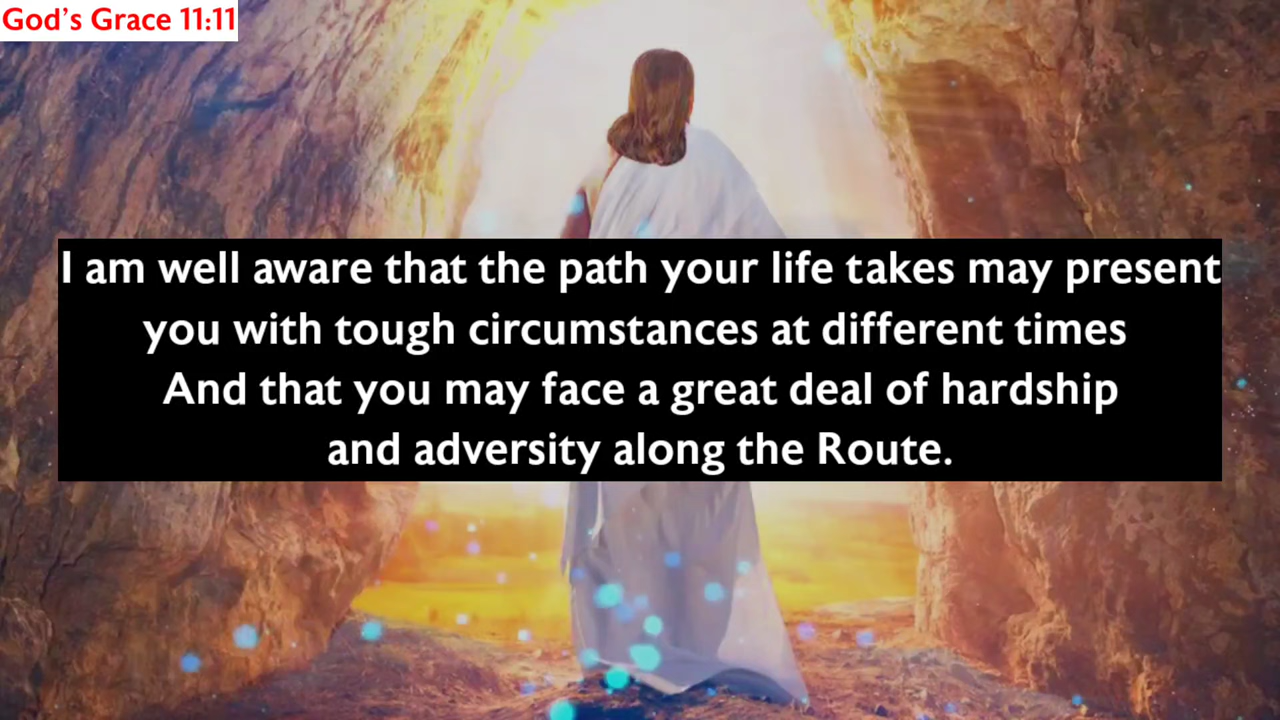 God's Grace 11:11
I am well aware that the path your life takes may present
you with tough circumstances at different times
And that you may face a great deal of hardship
and adversity along the Route.